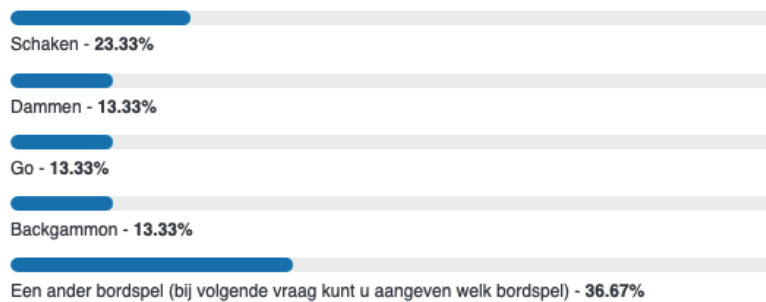 Schaken - 23.33%
Dammen - 13.33%
Go - 13.33%
Backgammon - 13.33%
Een ander bordspel (bij volgende vraag kunt u aangeven welk bordspel) - 36.67%